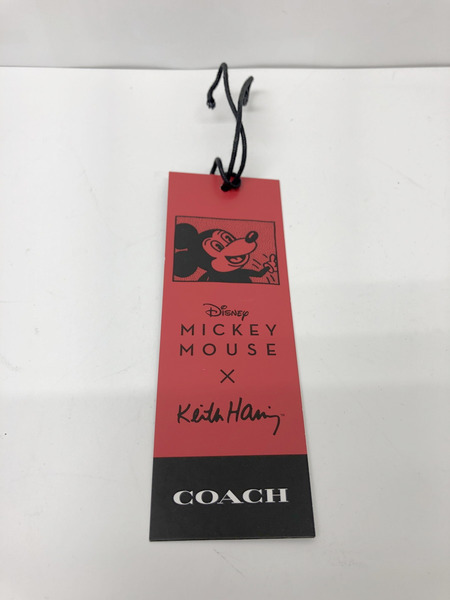 Disney
MICKEY
MOUSE
×
Keith Haring
COACH